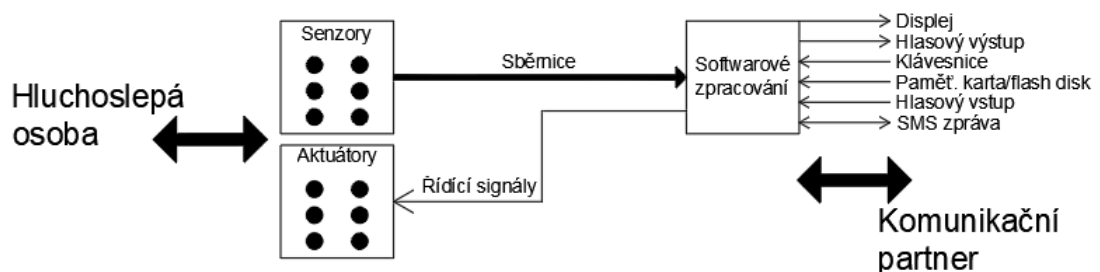 Hluchoslepá
osoba
Senzory
Aktuátory
Sběrnice
Řídící signály
Softwarové
zpracování
Displej
Hlasový výstup
Klávesnice
Paměť. karta/flash disk
Hlasový vstup
SMS zpráva
Komunikační
partner